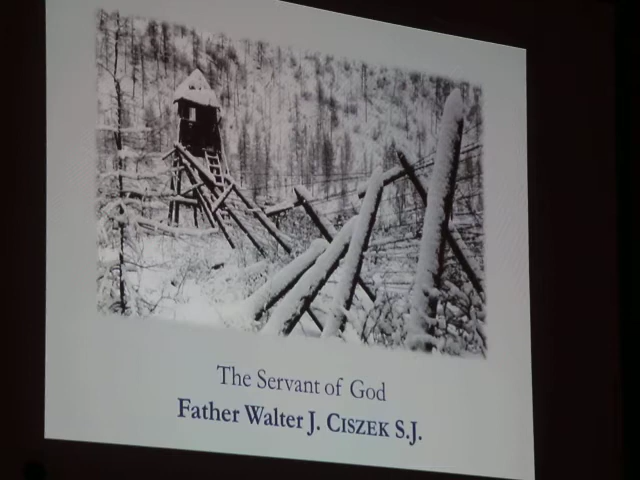 The Servant of God
Father Walter J. CISZEK S.J.